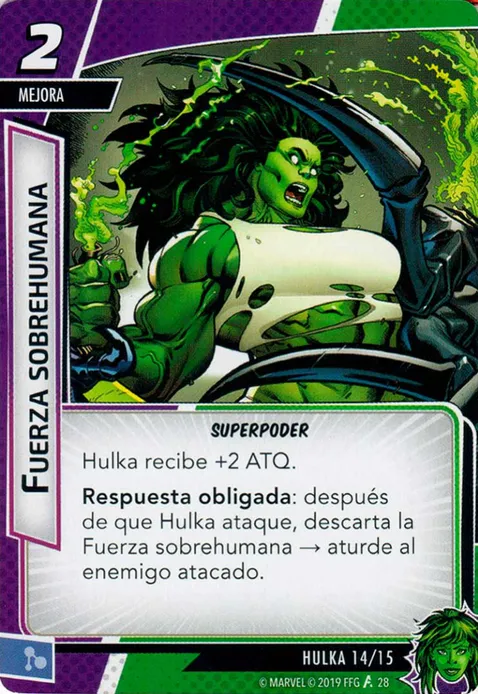 2
MEJORA
FUERZA SOBREHUMANA
SUPERPODER
Hulka recibe +2 ATQ.
Respuesta obligada: después
de que Hulka ataque, descarta la
Fuerza sobrehumana → aturde al
enemigo atacado.
HULKA 14/15
© MARVEL © 2019 FFG 28